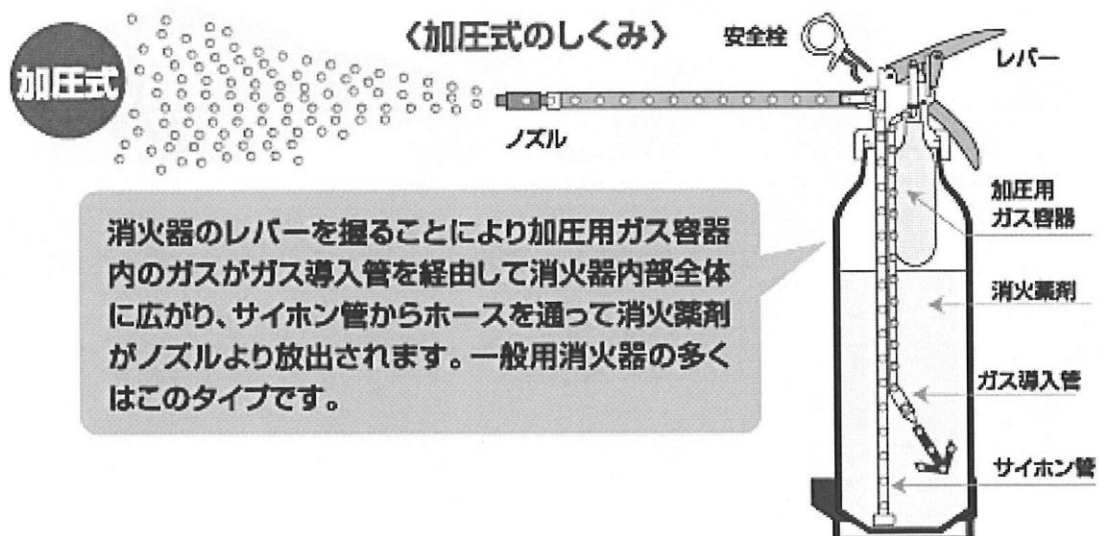 加圧式
〈加圧式のしくみ〉
安全栓
レバー
ノズル
加圧用
ガス容器
消火器のレバーを握ることにより加圧用ガス容器
内のガスがガス導入管を経由して消火器内部全体
に広がり、サイホン管からホースを通って消火薬剤
がノズルより放出されます。一般用消火器の多く
はこのタイプです。
消火薬剤
ガス導入管
サイホン管